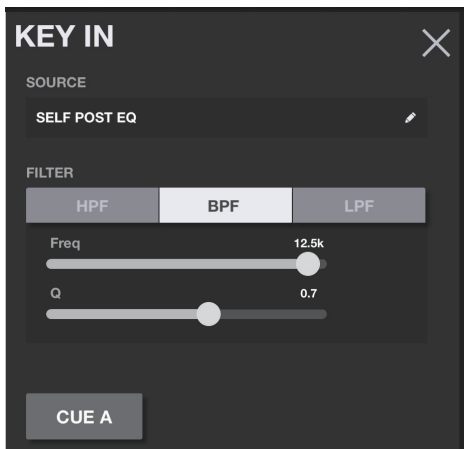 KEY IN
SOURCE
SELF POST EQ
FILTER
HPF BPF LPF
Freq 12.5k
Q 0.7
CUE A